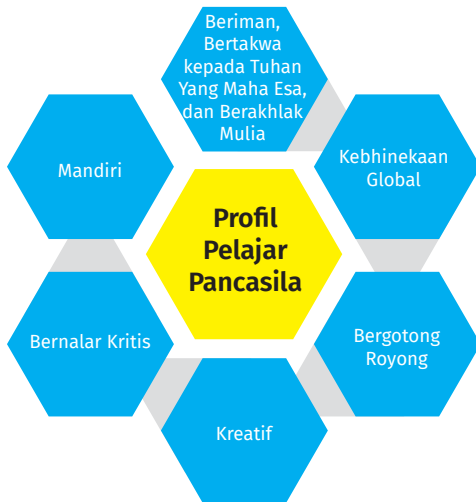 Beriman,
Bertakwa
kepada Tuhan
Yang Maha Esa,
dan Berakhlak
Mulia
Kebhinekaan
Global
Bergotong
Royong
Kreatif
Bernalar Kritis
Mandiri
Profil
Pelajar
Pancasila